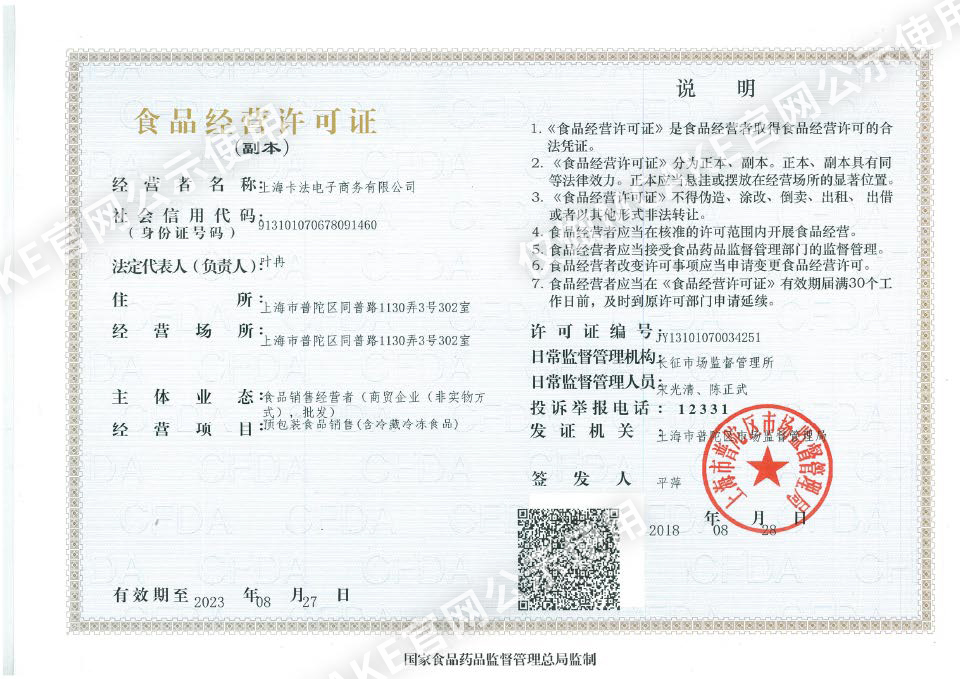 食品经营许可证
(副本)
经营者名称:上海卡法电子商务有限公司
社会信用代码:913101070678091460
(身份证号码)
法定代表人(负责人):叶冉
住所:上海市普陀区同普路1130弄3号302室
经营场所:上海市普陀区同普路1130弄3号302室
主体业态:食品销售经营者(商贸企业(非实物方
式),批发)
经营项目:预包装食品销售(含冷藏冷冻食品)
有效期至 2023 年 08 月 27 日
说明
1.《食品经营许可证》是食品经营者取得食品经营许可的合
法凭证。
2.《食品经营许可证》分为正本、副本。正本、副本具有同
等法律效力。正本应当悬挂或摆放在经营场所的显著位置。
3.《食品经营许可证》不得伪造、涂改、倒卖、出租、出借
或者以其他形式非法转让。
4. 食品经营者应当在核准的许可范围内开展食品经营。
5. 食品经营者应当接受食品药品监督管理部门的监督管理。
6. 食品经营者改变许可事项应当申请变更食品经营许可。
7. 食品经营者应当在《食品经营许可证》有效期届满30个工
作日前,及时到原许可部门申请延续。
许可证编号:JY13101070034251
日常监督管理机构:长征市场监督管理所
日常监督管理人员:宋光清、陈正武
投诉举报电话:12331
发证机关:上海市普陀区市场监督管理局
签发人 平萍
2018 年 08 月 28 日
上海市普陀区市场监督管理局
国家食品药品监督管理总局监制
CFDA
官网公示使用